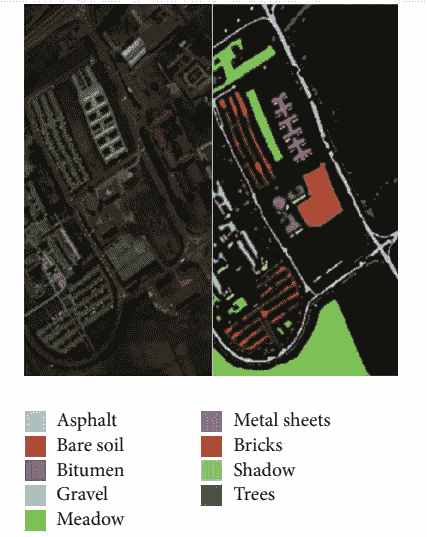 Asphalt
Bare soil
Bitumen
Gravel
Meadow
Metal sheets
Bricks
Shadow
Trees